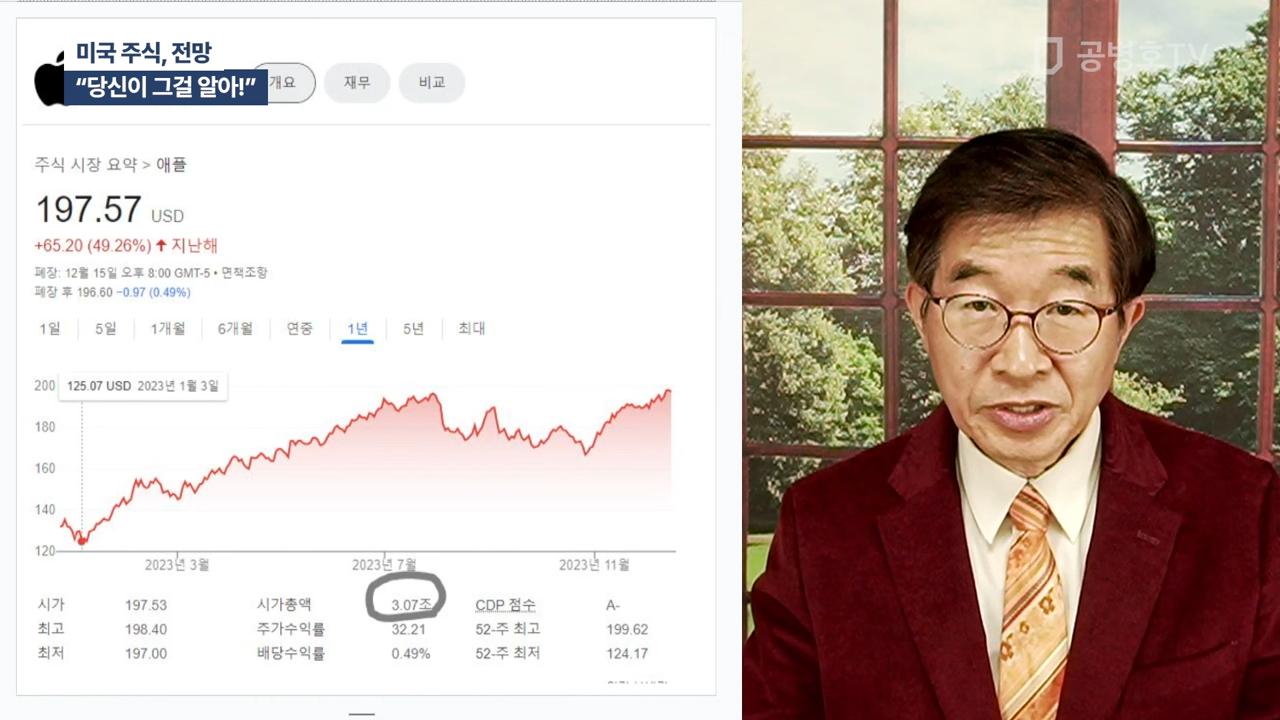 미국 주식, 전망
“당신이 그걸 알아!”
개요
재무
비교
공병호TV
주식 시장 요약 > 애플
197.57 USD
+65.20 (49.26%) ↑ 지난해
폐장: 12월 15일 오후 8:00 GMT-5 • 면책조항
폐장 후 196.60 −0.97 (0.49%)
1일 5일 1개월 6개월 연중 1년 5년 최대
125.07 USD 2023년 1월 3일
200
180
160
140
120
2023년 3월 2023년 7월 2023년 11월
시가 197.53 시가총액 3.07조 CDP 점수 A-
최고 198.40 주가수익률 32.21 52-주 최고 199.62
최저 197.00 배당수익률 0.49% 52-주 최저 124.17